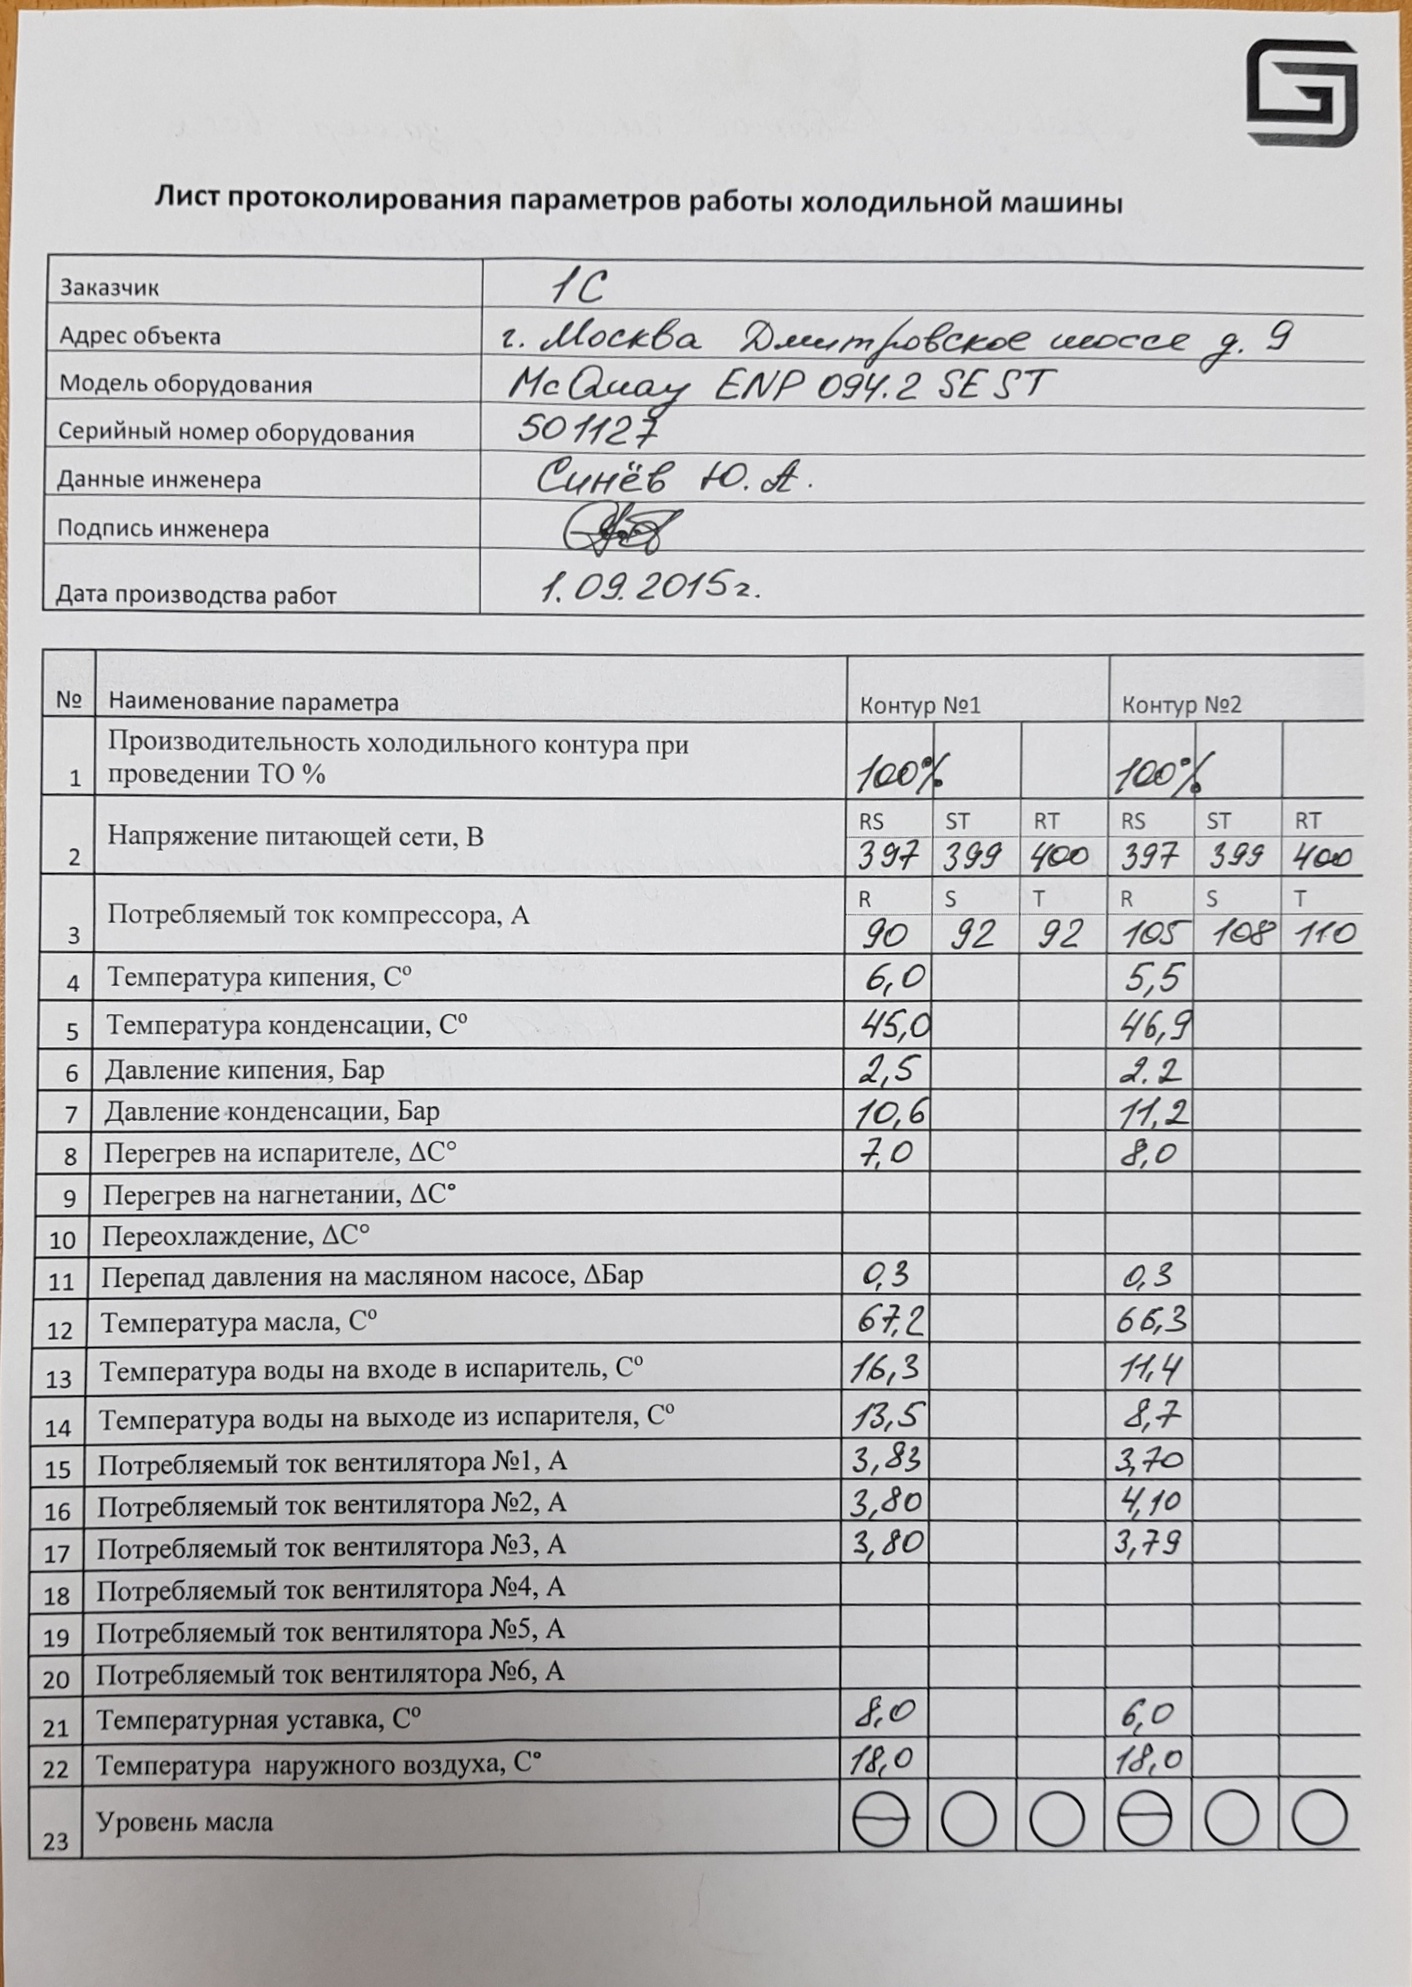 Лист протоколирования параметров работы холодильной машины
Заказчик 1С
Адрес объекта г. Москва Дмитровское шоссе д. 9
Модель оборудования McQuay ENP 094.2 SE ST
Серийный номер оборудования 501127
Данные инженера Синёв Ю. А.
Подпись инженера
Дата производства работ 1.09.2015г.
№ Наименование параметра Контур №1 Контур №2
1 Производительность холодильного контура при
проведении ТО % 100% 100%
RS ST RT RS ST RT
2 Напряжение питающей сети, В 397 399 400 397 399 400
R S T R S T
3 Потребляемый ток компрессора, А 90 92 92 105 108 110
4 Температура кипения, Сº 6,0 5,5
5 Температура конденсации, Сº 45,0 46,9
6 Давление кипения, Бар 2,5 2.2
7 Давление конденсации, Бар 10,6 11,2
8 Перегрев на испарителе, ΔС° 7,0 8,0
9 Перегрев на нагнетании, ΔС°
10 Переохлаждение, ΔС°
11 Перепад давления на масляном насосе, ΔБар 0,3 0,3
12 Температура масла, Сº 67,2 66,3
13 Температура воды на входе в испаритель, Сº 16,3 11,4
14 Температура воды на выходе из испарителя, Сº 13,5 8,7
15 Потребляемый ток вентилятора №1, А 3,83 3,70
16 Потребляемый ток вентилятора №2, А 3,80 4,10
17 Потребляемый ток вентилятора №3, А 3,80 3,79
18 Потребляемый ток вентилятора №4, А
19 Потребляемый ток вентилятора №5, А
20 Потребляемый ток вентилятора №6, А
21 Температурная уставка, Сº 8,0 6,0
22 Температура наружного воздуха, С° 18,0 18,0
23 Уровень масла